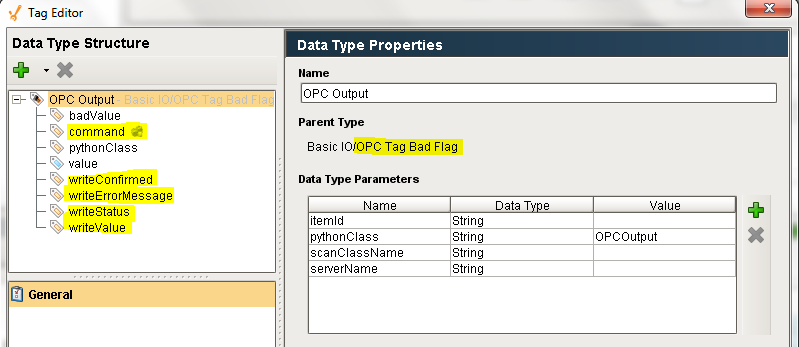 Tag Editor
Data Type Structure
OPC Output - Basic IO/OPC Tag Bad Flag
badValue
command
pythonClass
value
writeConfirmed
writeErrorMessage
writeStatus
writeValue
General
Data Type Properties
Name
OPC Output
Parent Type
Basic IO/OPC Tag Bad Flag
Data Type Parameters
Name Data Type Value
itemId String
pythonClass String OPCOutput
scanClassName String
serverName String